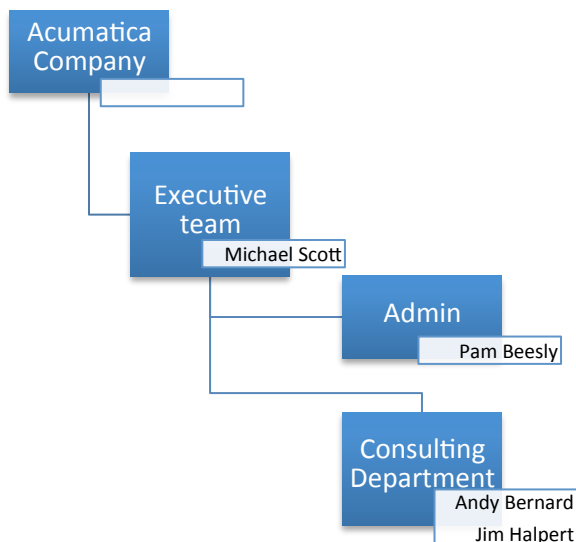 Acumatica
Company
Executive
team
Michael Scott
Admin
Pam Beesly
Consulting
Department
Andy Bernard
Jim Halpert